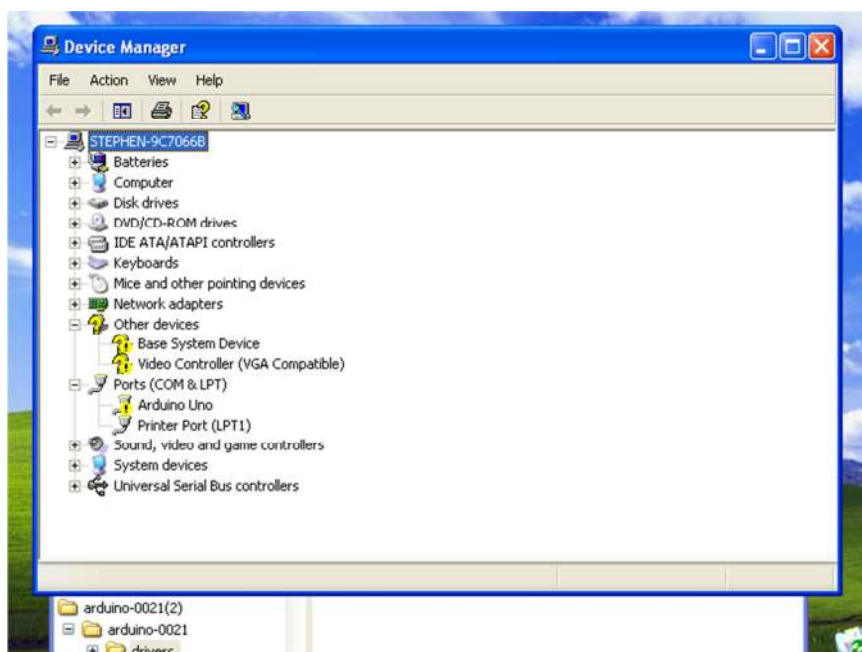 Device Manager
File Action View Help
STEPHEN-9C7066B
Batteries
Computer
Disk drives
DVD/CD-ROM drives
IDE ATA/ATAPI controllers
Keyboards
Mice and other pointing devices
Network adapters
Other devices
Base System Device
Video Controller (VGA Compatible)
Ports (COM & LPT)
Arduino Uno
Printer Port (LPT1)
Sound, video and game controllers
System devices
Universal Serial Bus controllers
arduino-0021(2)
arduino-0021
drivers